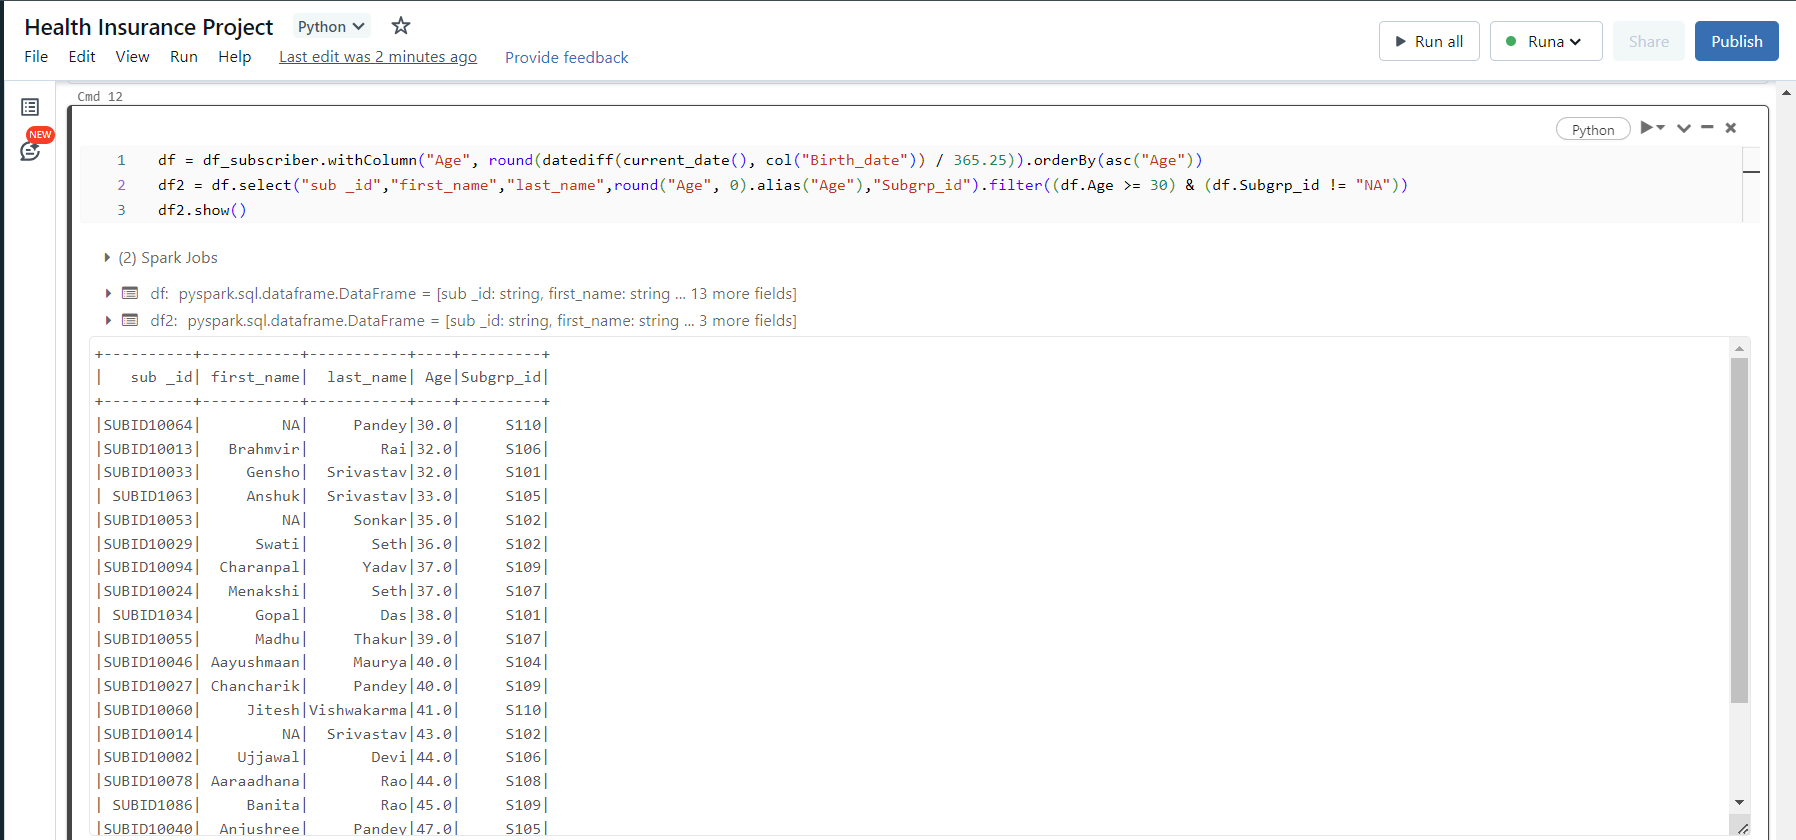 Health Insurance Project Python
File Edit View Run Help Last edit was 2 minutes ago Provide feedback
Run all Runa Share Publish
NEW
Cmd 12
Python
1 df = df_subscriber.withColumn("Age", round(datediff(current_date(), col("Birth_date")) / 365.25)).orderBy(asc("Age"))
2 df2 = df.select("sub _id","first_name","last_name",round("Age", 0).alias("Age"),"Subgrp_id").filter((df.Age >= 30) & (df.Subgrp_id != "NA"))
3 df2.show()
(2) Spark Jobs
df: pyspark.sql.dataframe.DataFrame = [sub _id: string, first_name: string ... 13 more fields]
df2: pyspark.sql.dataframe.DataFrame = [sub _id: string, first_name: string ... 3 more fields]
+----------+-----------+-----------+----+---------+
|   sub _id| first_name|  last_name| Age|Subgrp_id|
+----------+-----------+-----------+----+---------+
|SUBID10064|         NA|     Pandey|30.0|     S110|
|SUBID10013|   Brahmvir|        Rai|32.0|     S106|
|SUBID10033|     Gensho|  Srivastav|32.0|     S101|
| SUBID1063|     Anshuk|  Srivastav|33.0|     S105|
|SUBID10053|         NA|     Sonkar|35.0|     S102|
|SUBID10029|      Swati|       Seth|36.0|     S102|
|SUBID10094|  Charanpal|      Yadav|37.0|     S109|
|SUBID10024|   Menakshi|       Seth|37.0|     S107|
| SUBID1034|      Gopal|        Das|38.0|     S101|
|SUBID10055|      Madhu|     Thakur|39.0|     S107|
|SUBID10046| Aayushmaan|     Maurya|40.0|     S104|
|SUBID10027| Chancharik|     Pandey|40.0|     S109|
|SUBID10060|     Jitesh|Vishwakarma|41.0|     S110|
|SUBID10014|         NA|  Srivastav|43.0|     S102|
|SUBID10002|    Ujjawal|       Devi|44.0|     S106|
|SUBID10078| Aaraadhana|        Rao|44.0|     S108|
| SUBID1086|     Banita|        Rao|45.0|     S109|
|SUBID10040|  Anjushree|     Pandey|47.0|     S105|